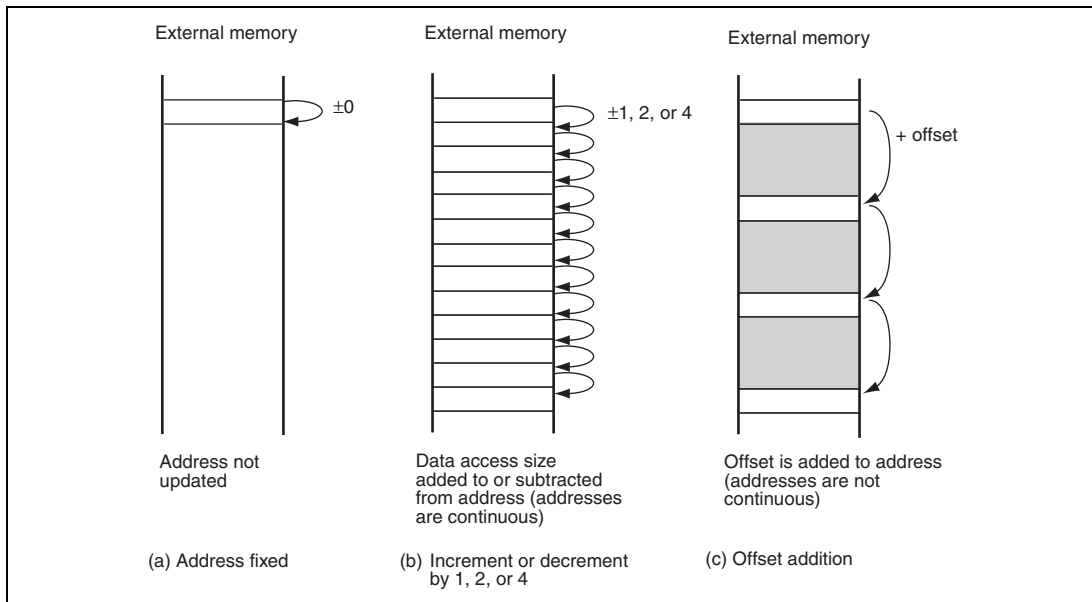 External memory
±0
Address not
updated
(a) Address fixed
External memory
±1, 2, or 4
Data access size
added to or subtracted
from address (addresses
are continuous)
(b) Increment or decrement
by 1, 2, or 4
External memory
+ offset
Offset is added to address
(addresses are not
continuous)
(c) Offset addition